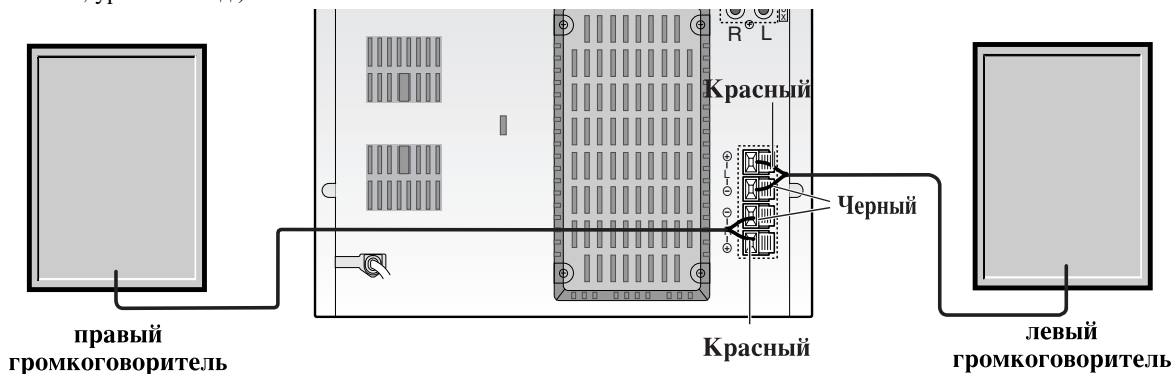 R L
Красный
L
Черный
Красный
правый
громкоговоритель
левый
громкоговоритель